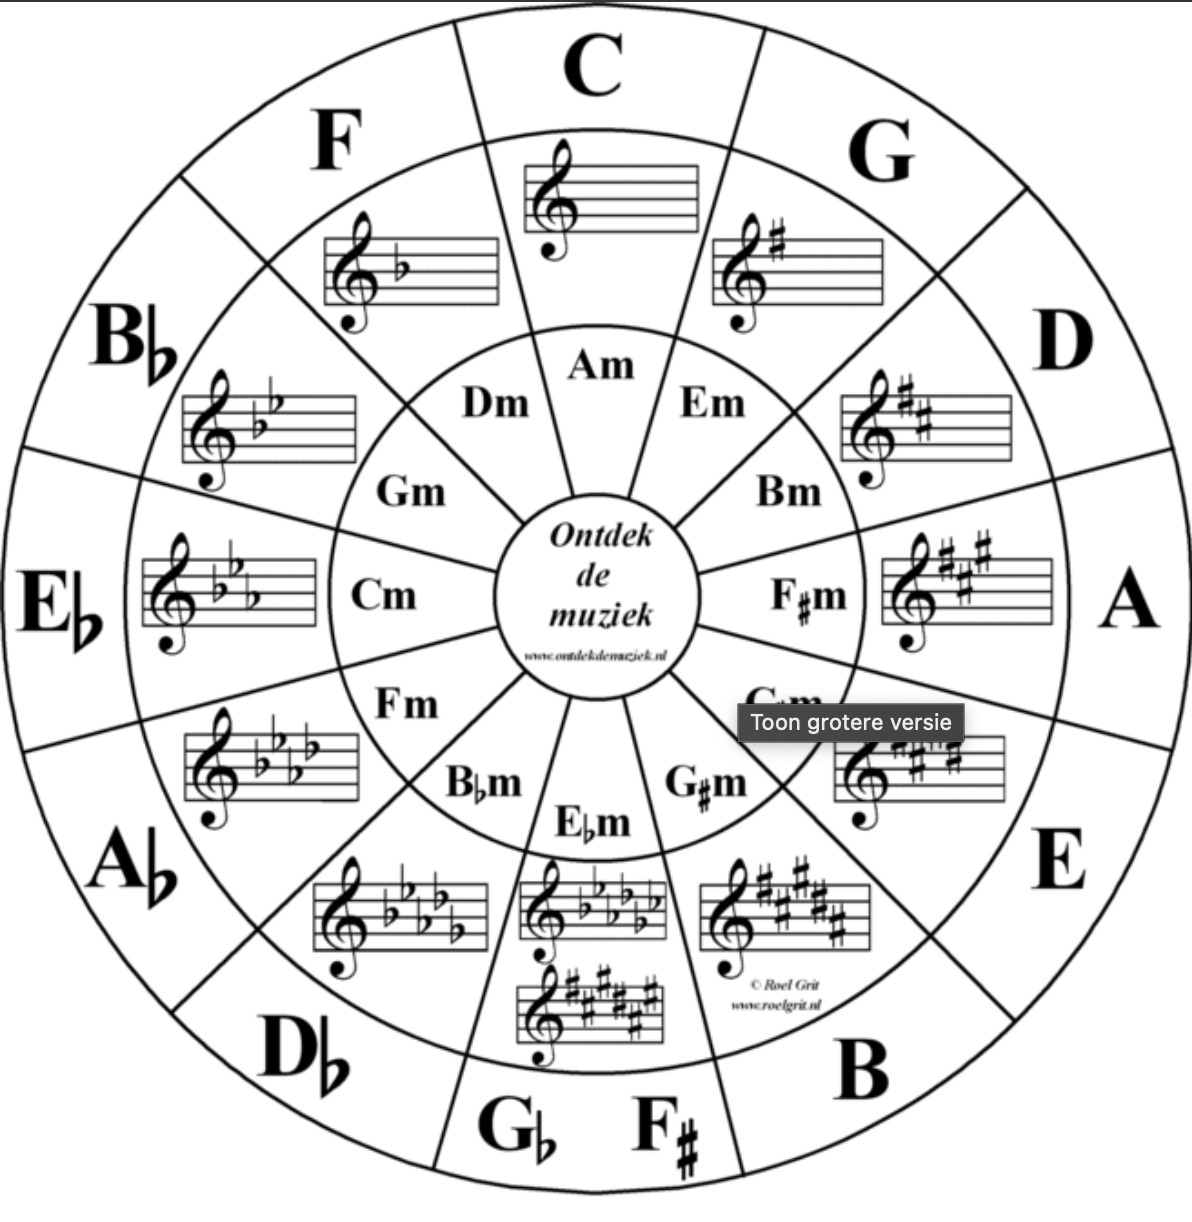 C
G
D
A
E
B
F♯
G♭
D♭
A♭
E♭
B♭
F
Am
Em
Bm
F♯m
G♯m
E♭m
B♭m
Fm
Cm
Gm
Dm
Ontdek
de
muziek
www.ontdekdemuziek.nl
Toon grotere versie
© Roel Grit
www.roelgrit.nl